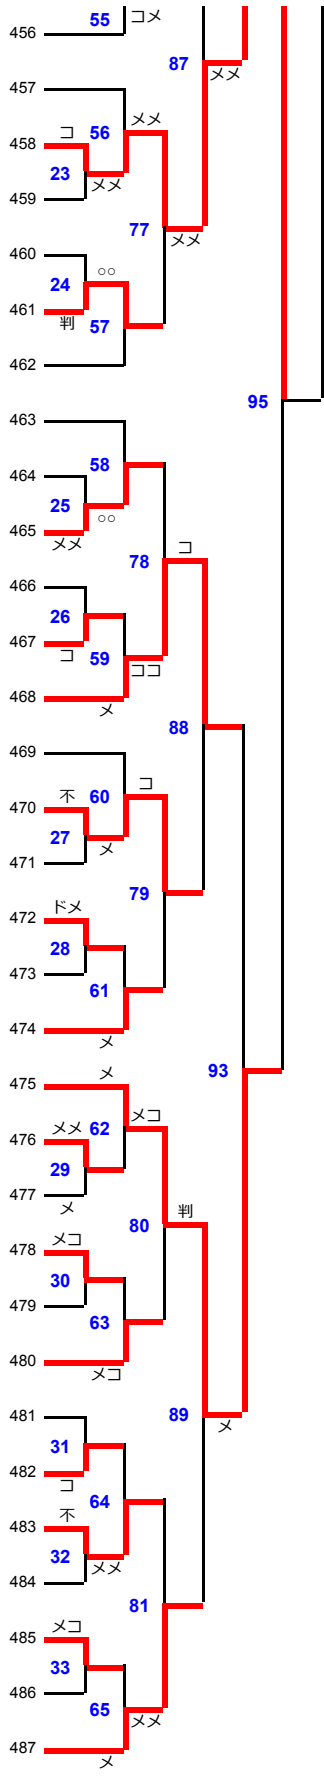 55 コメ
456
87
メメ
457
メメ
コ 56
458
23
メメ
459
77
メメ
460
○○
24
461
判 57
462
95
463
58
464
25 ○○
465
メメ
78 コ
466
26
467
コ 59
ココ
468
メ
88
469
不 60 コ
470
27
メ
471
79
ドメ
472
28
473
61
474
メ
93
メ
475
メコ
メメ 62
476
29
477
メ
判
80
メコ
478
30
479
63
480
メコ
89
メ
481
31
482
コ
64
不
483
32
メメ
484
81
メコ
485
33
486
65 メメ
487
メ